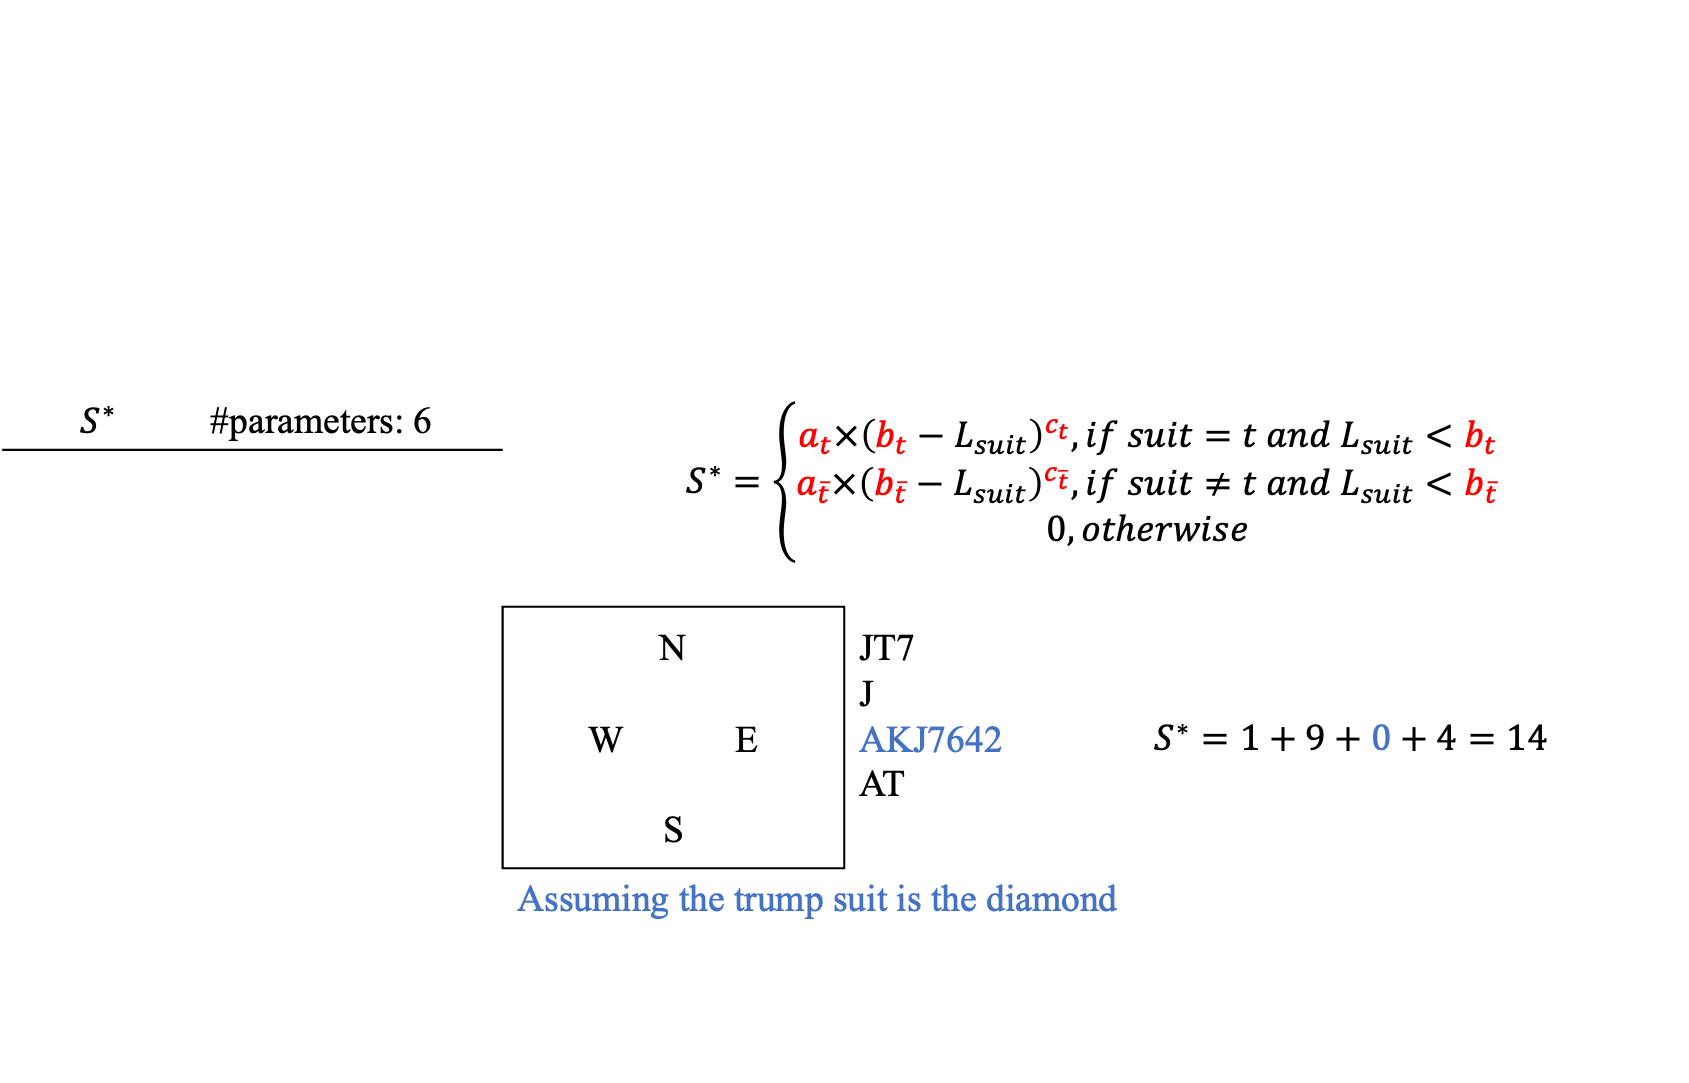 S* #parameters: 6
S* = { a_t×(b_t − L_suit)^{c_t}, if suit = t and L_suit < b_t
a_t̄×(b_t̄ − L_suit)^{c_t̄}, if suit ≠ t and L_suit < b_t̄
0, otherwise
N
W E
S
JT7
J
AKJ7642
AT
S* = 1 + 9 + 0 + 4 = 14
Assuming the trump suit is the diamond